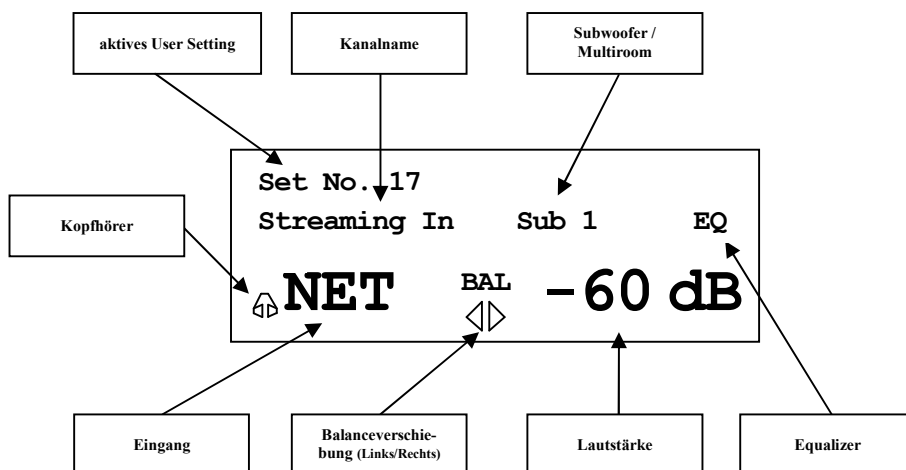 aktives User Setting
Kanalname
Subwoofer /
Multiroom
Set No. 17
Streaming In Sub 1 EQ
Kopfhörer
NET BAL -60 dB
Eingang
Balanceverschie-
bung (Links/Rechts)
Lautstärke
Equalizer